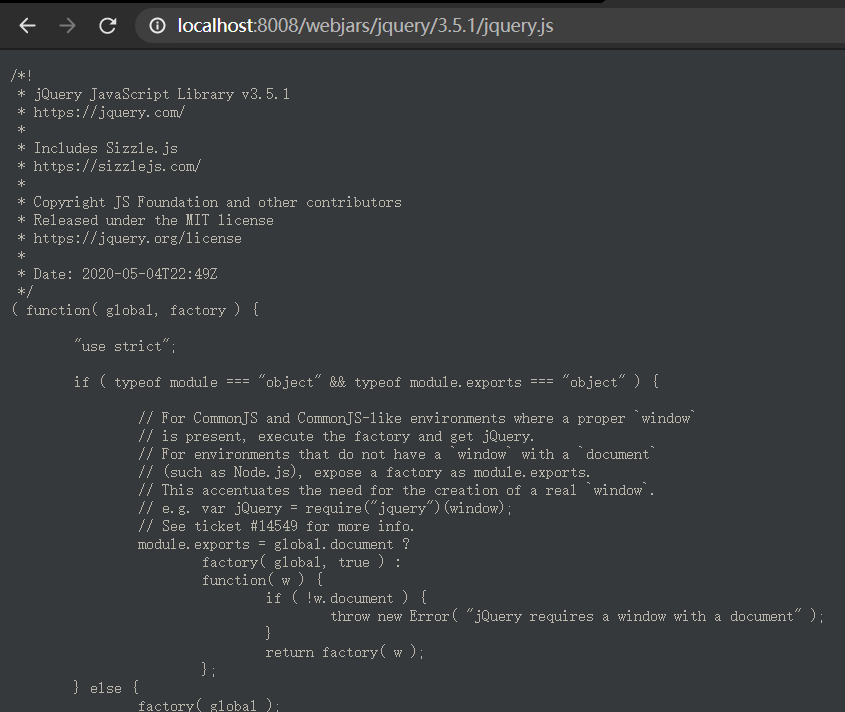 localhost:8008/webjars/jquery/3.5.1/jquery.js
/*!
 * jQuery JavaScript Library v3.5.1
 * https://jquery.com/
 *
 * Includes Sizzle.js
 * https://sizzlejs.com/
 *
 * Copyright JS Foundation and other contributors
 * Released under the MIT license
 * https://jquery.org/license
 *
 * Date: 2020-05-04T22:49Z
 */
( function( global, factory ) {
	"use strict";
	if ( typeof module === "object" && typeof module.exports === "object" ) {
		// For CommonJS and CommonJS-like environments where a proper `window`
		// is present, execute the factory and get jQuery.
		// For environments that do not have a `window` with a `document`
		// (such as Node.js), expose a factory as module.exports.
		// This accentuates the need for the creation of a real `window`.
		// e.g. var jQuery = require("jquery")(window);
		// See ticket #14549 for more info.
		module.exports = global.document ?
			factory( global, true ) :
			function( w ) {
				if ( !w.document ) {
					throw new Error( "jQuery requires a window with a document" );
				}
				return factory( w );
			};
	} else {
		factory( global );